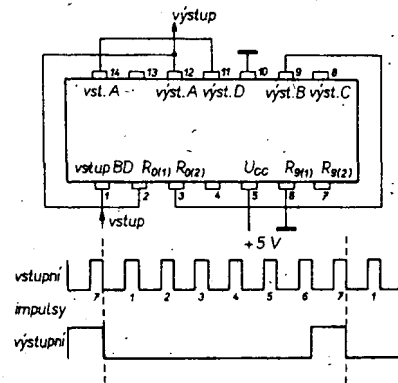 výstup
14 13 12 11 10 9 8
vst. A výst. A výst. D výst. B výst. C
vstup BD R0(1) R0(2) UCC R9(1) R9(2)
1 2 3 4 5 6 7
vstup
+5 V
vstupní
7 1 2 3 4 5 6 7 1
impulsy
výstupní